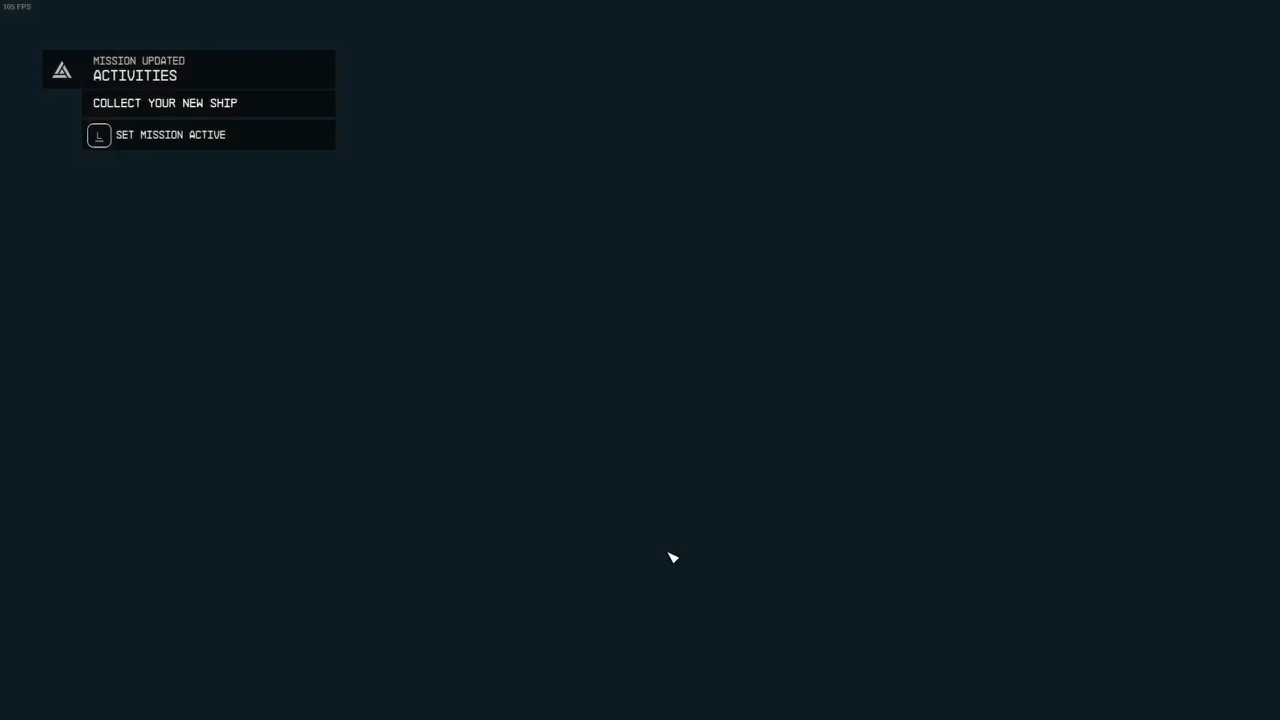 105 FPS
MISSION UPDATED
ACTIVITIES
COLLECT YOUR NEW SHIP
L SET MISSION ACTIVE